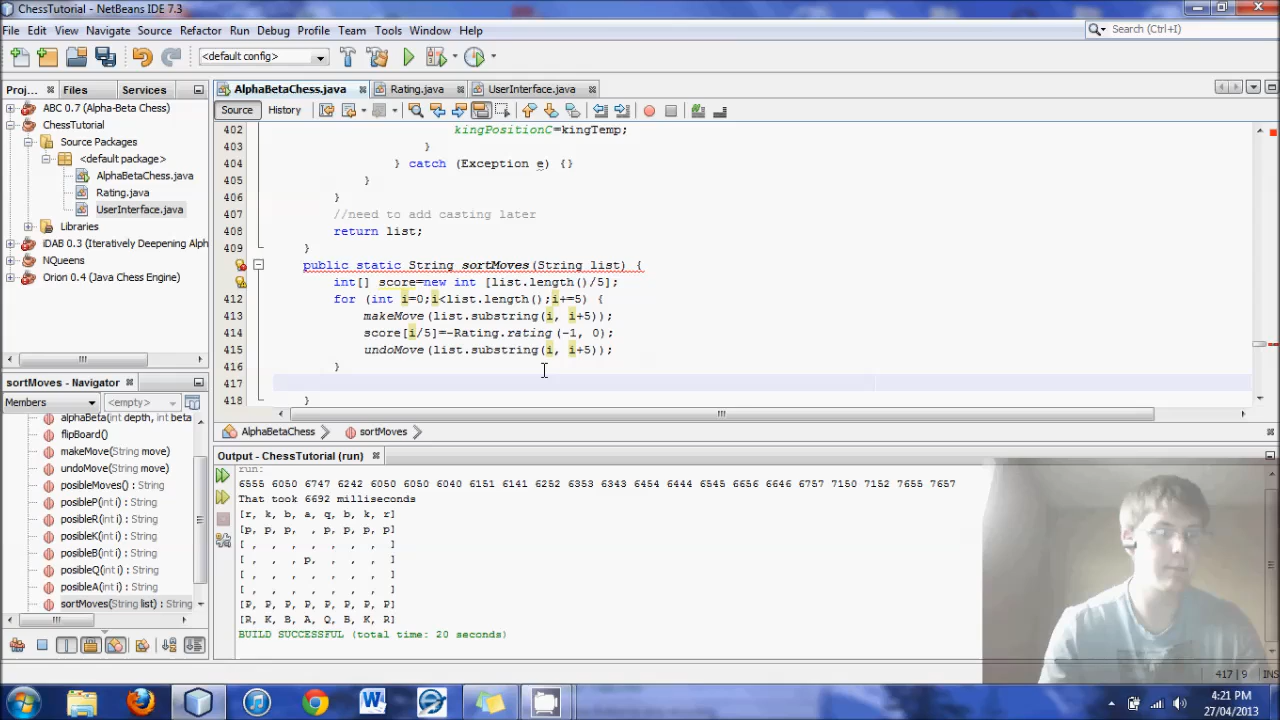 ChessTutorial - NetBeans IDE 7.3
File Edit View Navigate Source Refactor Run Debug Profile Team Tools Window Help
Search (Ctrl+I)
<default config>
Proj... Files Services
AlphaBetaChess.java Rating.java UserInterface.java
Source History
ABC 0.7 (Alpha-Beta Chess)
ChessTutorial
Source Packages
<default package>
AlphaBetaChess.java
Rating.java
UserInterface.java
Libraries
iDAB 0.3 (Iteratively Deepening Alph
NQueens
Orion 0.4 (Java Chess Engine)
402 kingPositionC=kingTemp;
403 }
404 } catch (Exception e) {}
405 }
406 }
407 //need to add casting later
408 return list;
409 }
public static String sortMoves(String list) {
int[] score=new int [list.length()/5];
412 for (int i=0;i<list.length();i+=5) {
413 makeMove(list.substring(i, i+5));
414 score[i/5]=-Rating.rating(-1, 0);
415 undoMove(list.substring(i, i+5));
416 }
417
418 }
sortMoves - Navigator
Members <empty>
alphaBeta(int depth, int beta
flipBoard()
makeMove(String move)
undoMove(String move)
posibleMoves() : String
posibleP(int i) : String
posibleR(int i) : String
posibleK(int i) : String
posibleB(int i) : String
posibleQ(int i) : String
posibleA(int i) : String
sortMoves(String list) : String
AlphaBetaChess sortMoves
Output - ChessTutorial (run)
run:
6555 6050 6747 6242 6050 6050 6040 6151 6141 6252 6353 6343 6454 6444 6545 6656 6646 6757 7150 7152 7655 7657
That took 6692 milliseconds
[r, k, b, a, q, b, k, r]
[p, p, p,  , p, p, p, p]
[ ,  ,  ,  ,  ,  ,  ,  ]
[ ,  ,  , p,  ,  ,  ,  ]
[ ,  ,  ,  ,  ,  ,  ,  ]
[ ,  ,  ,  ,  ,  ,  ,  ]
[P, P, P, P, P, P, P, P]
[R, K, B, A, Q, B, K, R]
BUILD SUCCESSFUL (total time: 20 seconds)
417 | 9 INS
4:21 PM
27/04/2013